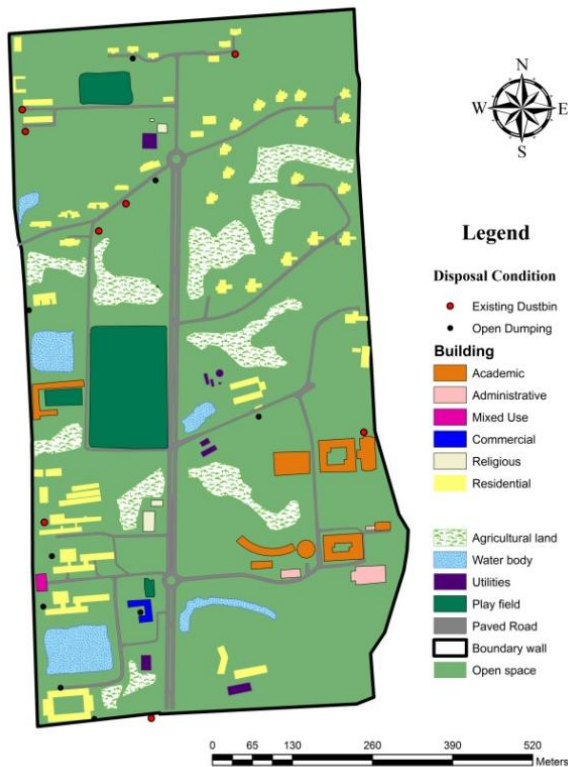 N
W E
S
Legend
Disposal Condition
Existing Dustbin
Open Dumping
Building
Academic
Administrative
Mixed Use
Commercial
Religious
Residential
Agricultural land
Water body
Utilities
Play field
Paved Road
Boundary wall
Open space
0 65 130 260 390 520
Meters